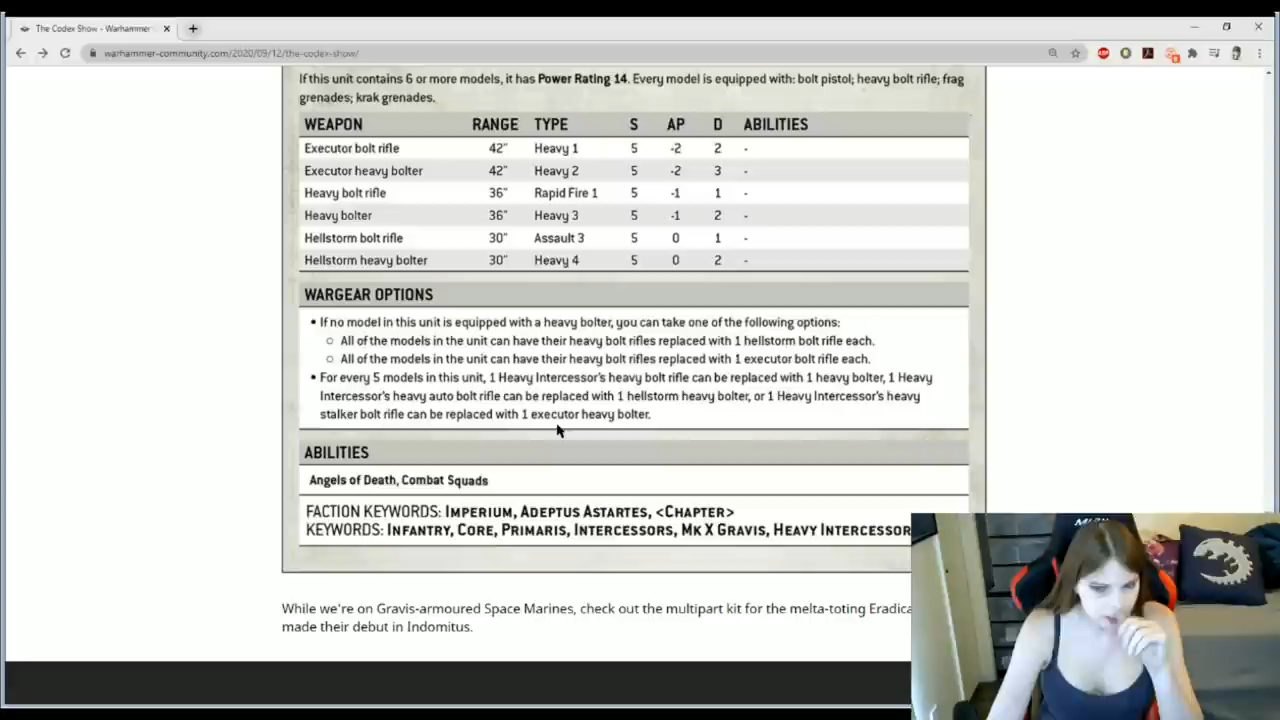 The Codex Show - Warhammer
warhammer-community.com/2020/09/12/the-codex-show/
If this unit contains 6 or more models, it has Power Rating 14. Every model is equipped with: bolt pistol; heavy bolt rifle; frag
grenades; krak grenades.
WEAPON RANGE TYPE S AP D ABILITIES
Executor bolt rifle 42" Heavy 1 5 -2 2 -
Executor heavy bolter 42" Heavy 2 5 -2 3 -
Heavy bolt rifle 36" Rapid Fire 1 5 -1 1 -
Heavy bolter 36" Heavy 3 5 -1 2 -
Hellstorm bolt rifle 30" Assault 3 5 0 1 -
Hellstorm heavy bolter 30" Heavy 4 5 0 2 -
WARGEAR OPTIONS
• If no model in this unit is equipped with a heavy bolter, you can take one of the following options:
○ All of the models in the unit can have their heavy bolt rifles replaced with 1 hellstorm bolt rifle each.
○ All of the models in the unit can have their heavy bolt rifles replaced with 1 executor bolt rifle each.
• For every 5 models in this unit, 1 Heavy Intercessor's heavy bolt rifle can be replaced with 1 heavy bolter, 1 Heavy
Intercessor's heavy auto bolt rifle can be replaced with 1 hellstorm heavy bolter, or 1 Heavy Intercessor's heavy
stalker bolt rifle can be replaced with 1 executor heavy bolter.
ABILITIES
Angels of Death, Combat Squads
FACTION KEYWORDS: IMPERIUM, ADEPTUS ASTARTES, <CHAPTER>
KEYWORDS: INFANTRY, CORE, PRIMARIS, INTERCESSORS, MK X GRAVIS, HEAVY INTERCESSOR
While we're on Gravis-armoured Space Marines, check out the multipart kit for the melta-toting Eradica
made their debut in Indomitus.